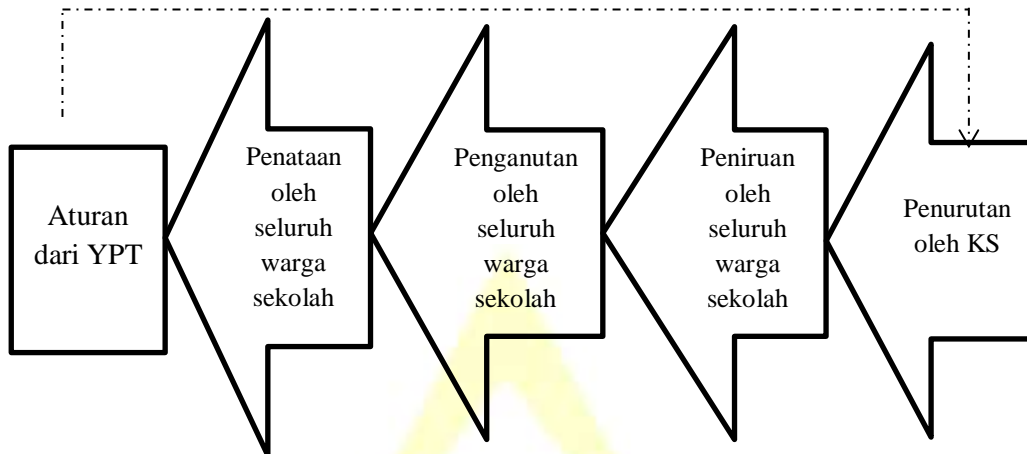 Aturan
dari YPT
Penataan
oleh
seluruh
warga
sekolah
Penganutan
oleh
seluruh
warga
sekolah
Peniruan
oleh
seluruh
warga
sekolah
Penurutan
oleh KS